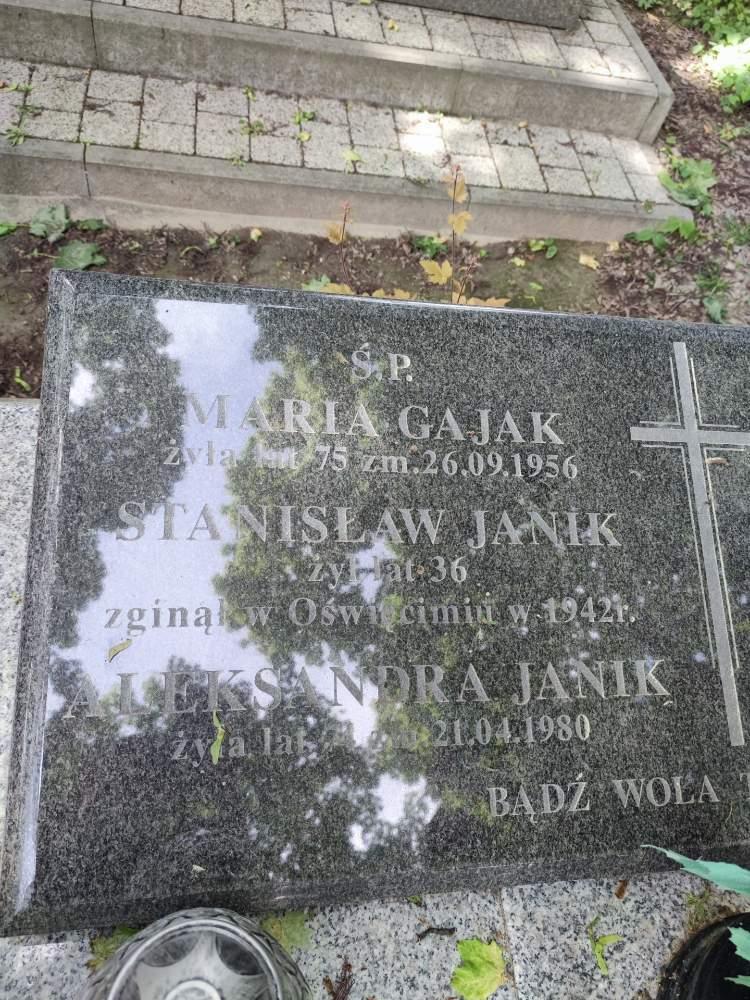 Ś.P.
MARIA GAJAK
żyła lat 75 zm.26.09.1956
STANISŁAW JANIK
żył lat 36
zginął w Oświęcimiu w 1942r.
ALEKSANDRA JANIK
żyła lat zm. 21.04.1980
BĄDŹ WOLA